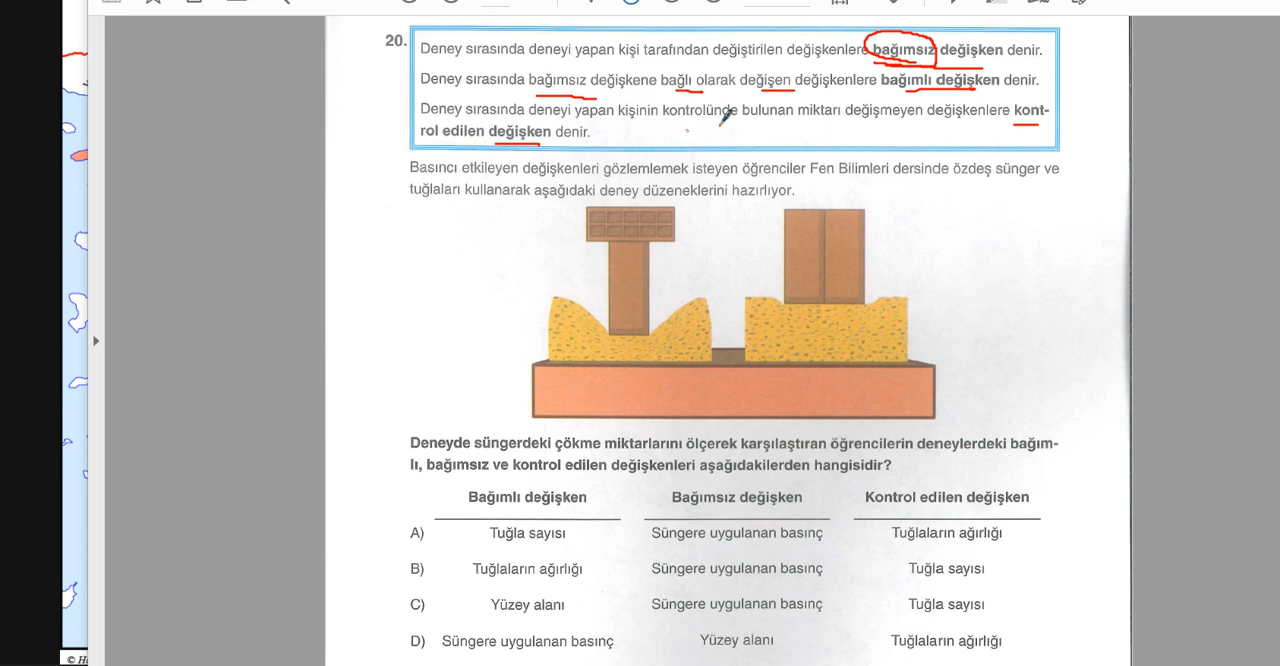 20.
Deney sırasında deneyi yapan kişi tarafından değiştirilen değişkenlere bağımsız değişken denir.
Deney sırasında bağımsız değişkene bağlı olarak değişen değişkenlere bağımlı değişken denir.
Deney sırasında deneyi yapan kişinin kontrolünde bulunan miktarı değişmeyen değişkenlere kont-
rol edilen değişken denir.
Basıncı etkileyen değişkenleri gözlemlemek isteyen öğrenciler Fen Bilimleri dersinde özdeş sünger ve
tuğlaları kullanarak aşağıdaki deney düzeneklerini hazırlıyor.
Deneyde süngerdeki çökme miktarlarını ölçerek karşılaştıran öğrencilerin deneylerdeki bağım-
lı, bağımsız ve kontrol edilen değişkenleri aşağıdakilerden hangisidir?
Bağımlı değişken Bağımsız değişken Kontrol edilen değişken
A) Tuğla sayısı Süngere uygulanan basınç Tuğlaların ağırlığı
B) Tuğlaların ağırlığı Süngere uygulanan basınç Tuğla sayısı
C) Yüzey alanı Süngere uygulanan basınç Tuğla sayısı
D) Süngere uygulanan basınç Yüzey alanı Tuğlaların ağırlığı